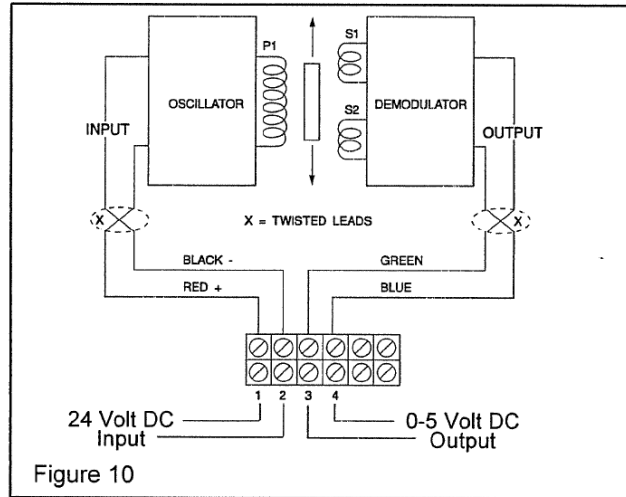 P1
S1
OSCILLATOR
DEMODULATOR
S2
INPUT
OUTPUT
X
X = TWISTED LEADS
X
BLACK -
GREEN
RED +
BLUE
1 2 3 4
24 Volt DC
Input
0-5 Volt DC
Output
Figure 10